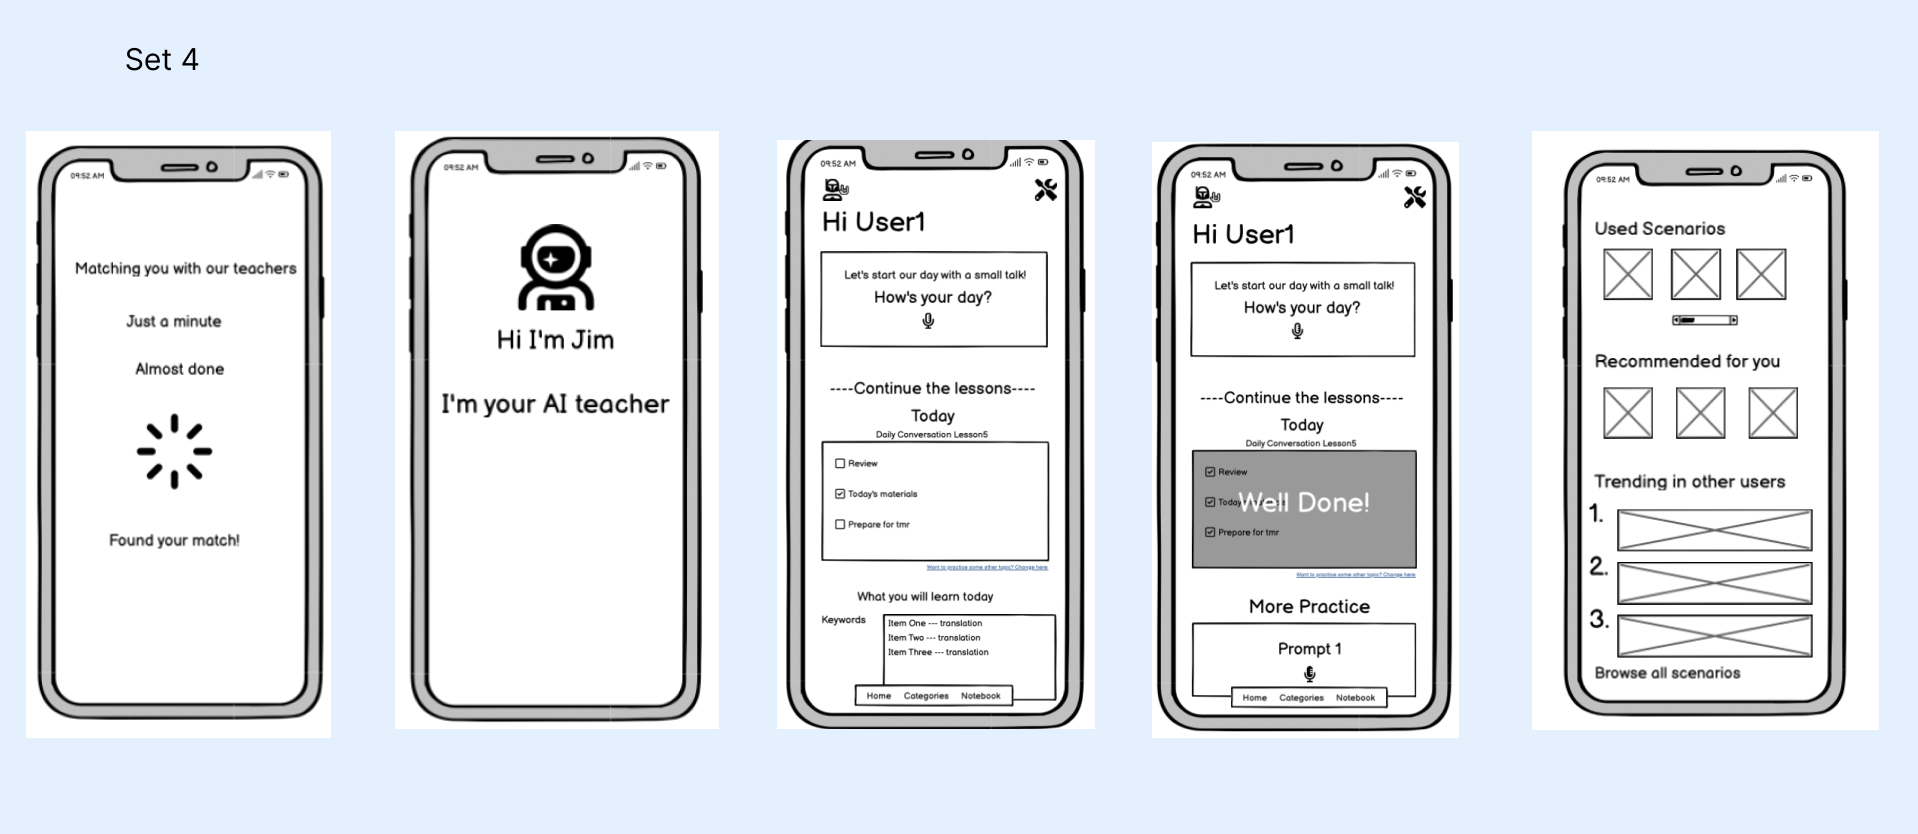 Set 4
09:52 AM
Matching you with our teachers
Just a minute
Almost done
Found your match!
09:52 AM
Hi I'm Jim
I'm your AI teacher
09:52 AM
Hi User1
Let's start our day with a small talk!
How's your day?
----Continue the lessons----
Today
Daily Conversation Lesson5
Review
Today's materials
Prepare for tmr
Want to practice some other topic? Change here
What you will learn today
Keywords
Item One --- translation
Item Two --- translation
Item Three --- translation
Home Categories Notebook
09:52 AM
Hi User1
Let's start our day with a small talk!
How's your day?
----Continue the lessons----
Today
Daily Conversation Lesson5
Review
Well Done!
Prepare for tmr
Want to practice some other topic? Change here
More Practice
Prompt 1
Home Categories Notebook
09:52 AM
Used Scenarios
Recommended for you
Trending in other users
1.
2.
3.
Browse all scenarios